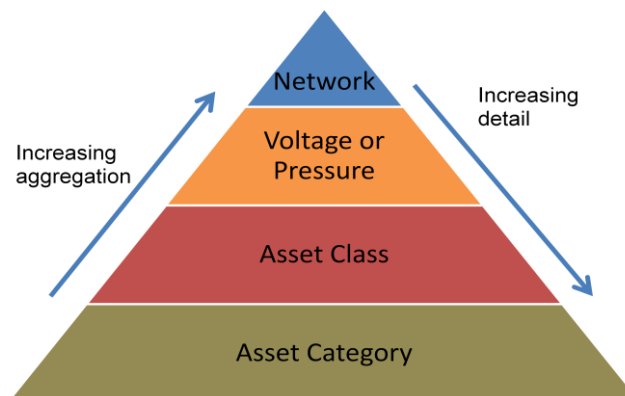 Network
Increasing
detail
Voltage or
Pressure
Increasing
aggregation
Asset Class
Asset Category